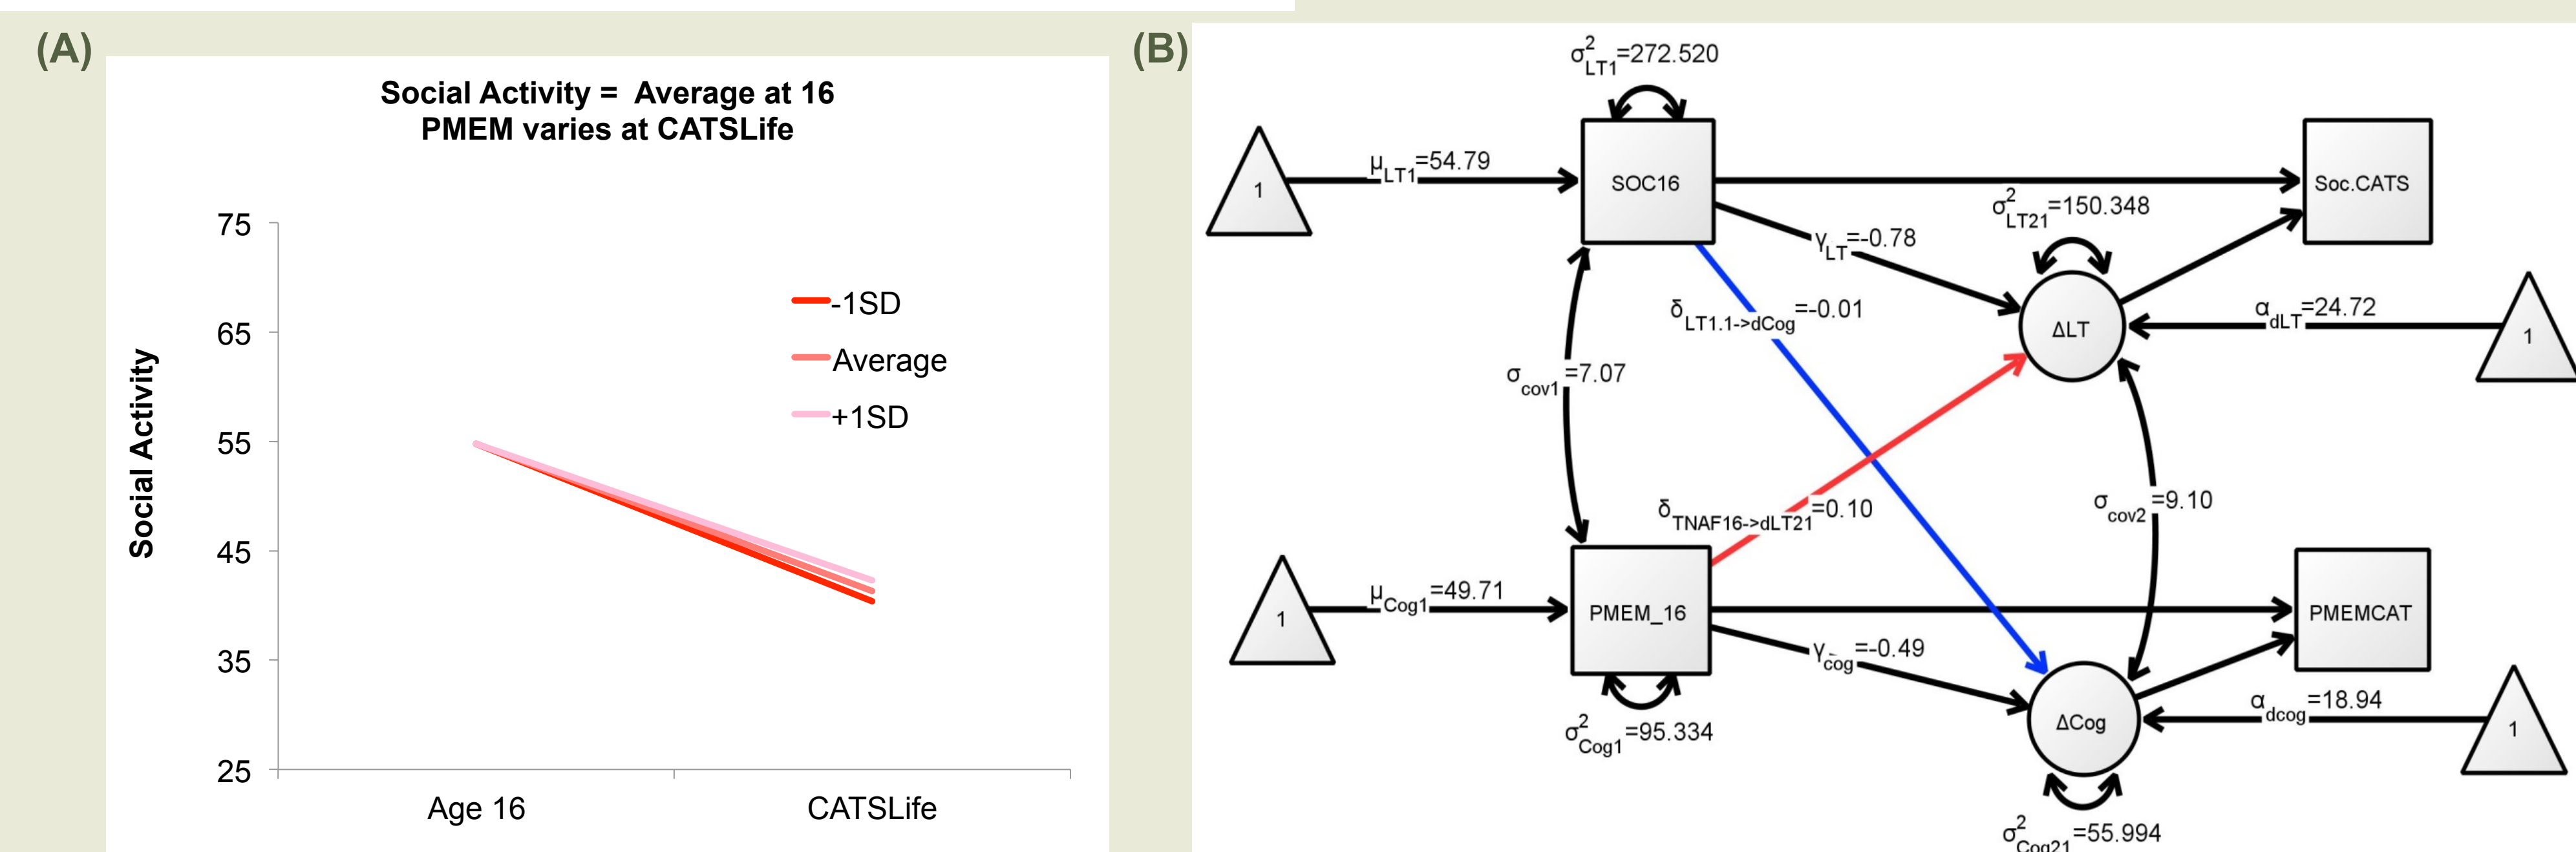 (A)
Social Activity = Average at 16
PMEM varies at CATSLife
Social Activity
75
65
55
45
35
25
-1SD
Average
+1SD
Age 16
CATSLife
(B)
σ²LT1=272.520
1
μLT1=54.79
SOC16
Soc.CATS
σ²LT21=150.348
γLT=-0.78
δLT1.1->dCog=-0.01
ΔLT
αdLT=24.72
1
σcov1=7.07
δTNAF16->dLT21=0.10
σcov2=9.10
1
μCog1=49.71
PMEM_16
PMEMCAT
γcog=-0.49
σ²Cog1=95.334
ΔCog
αdcog=18.94
1
σ²Cog21=55.994